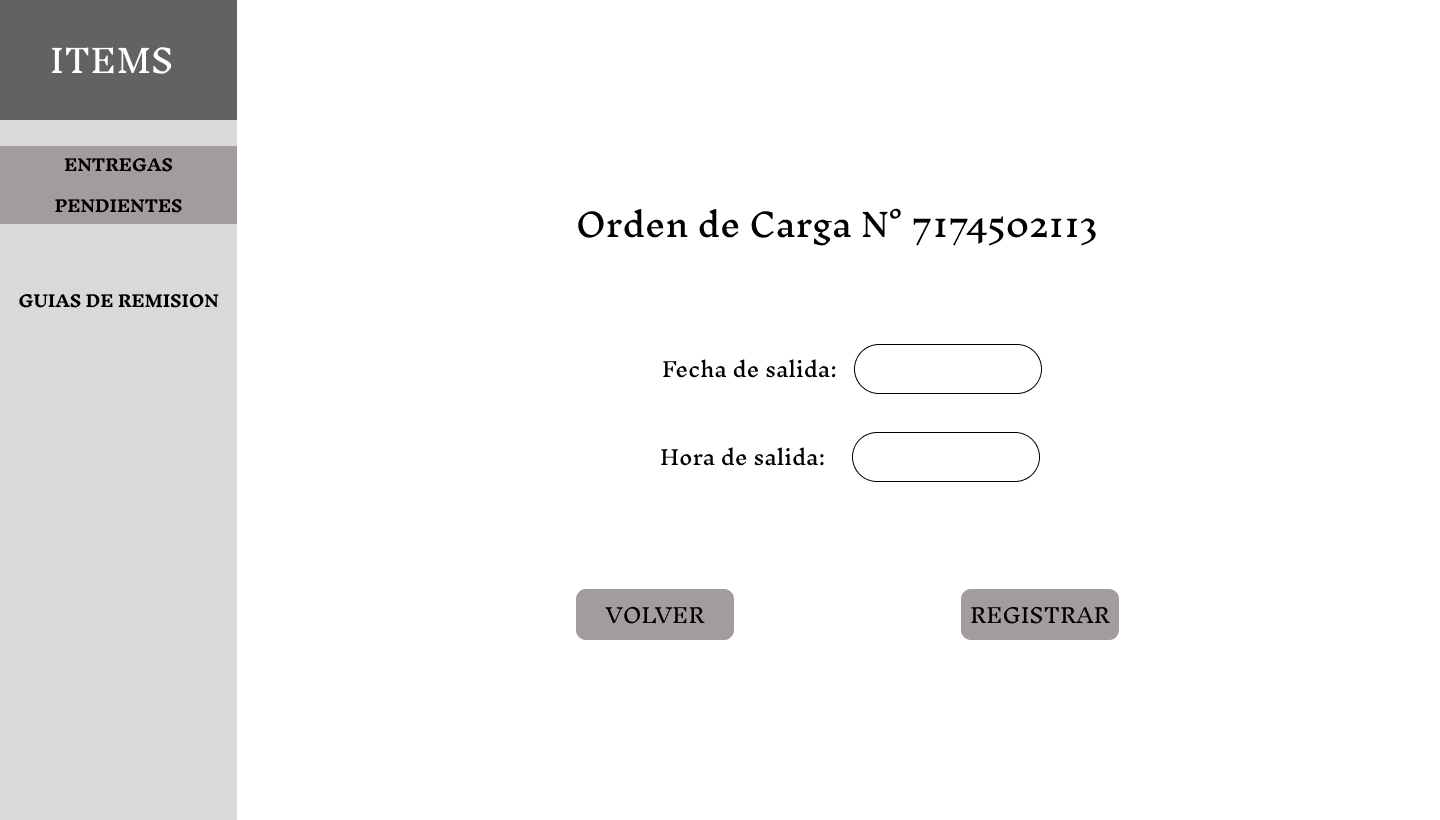 ITEMS
ENTREGAS
PENDIENTES
GUIAS DE REMISION
Orden de Carga N° 7174502113
Fecha de salida:
Hora de salida:
VOLVER
REGISTRAR